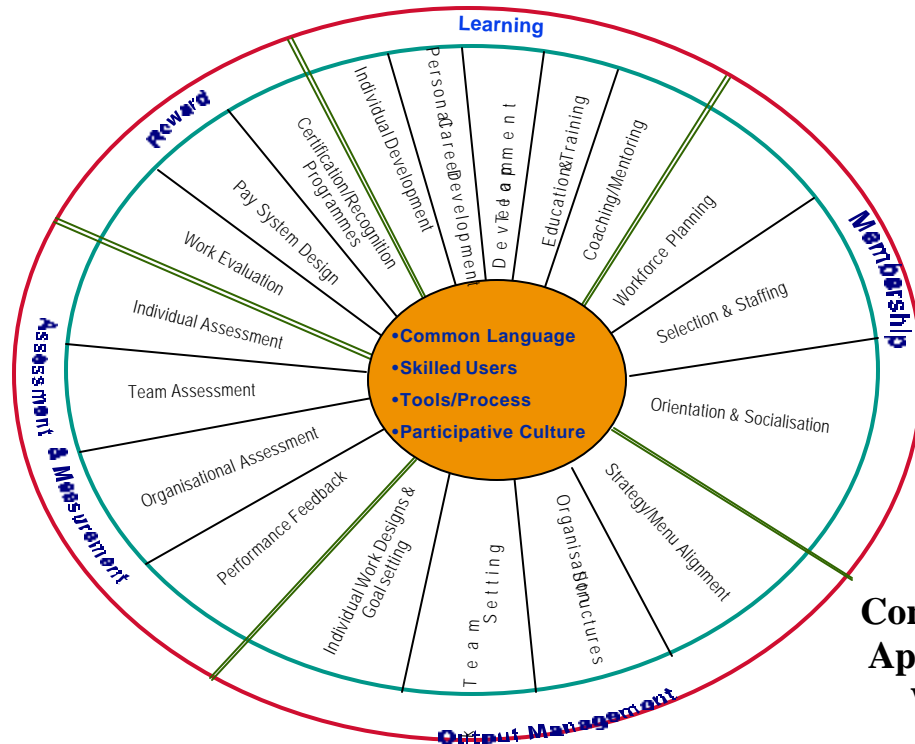 Learning
Reward
Membership
Assessment & Measurement
Output Management
Individual Development
Personal
Career
Development
Team
Development
Education
& Training
Coaching/Mentoring
Workforce Planning
Selection & Staffing
Orientation & Socialisation
Strategy/Menu Alignment
Organisation
Structures
Team
Setting
Individual Work Designs &
Goal setting
Performance Feedback
Organisational Assessment
Team Assessment
Individual Assessment
Work Evaluation
Pay System Design
Certification/Recognition
Programmes
•Common Language
•Skilled Users
•Tools/Process
•Participative Culture